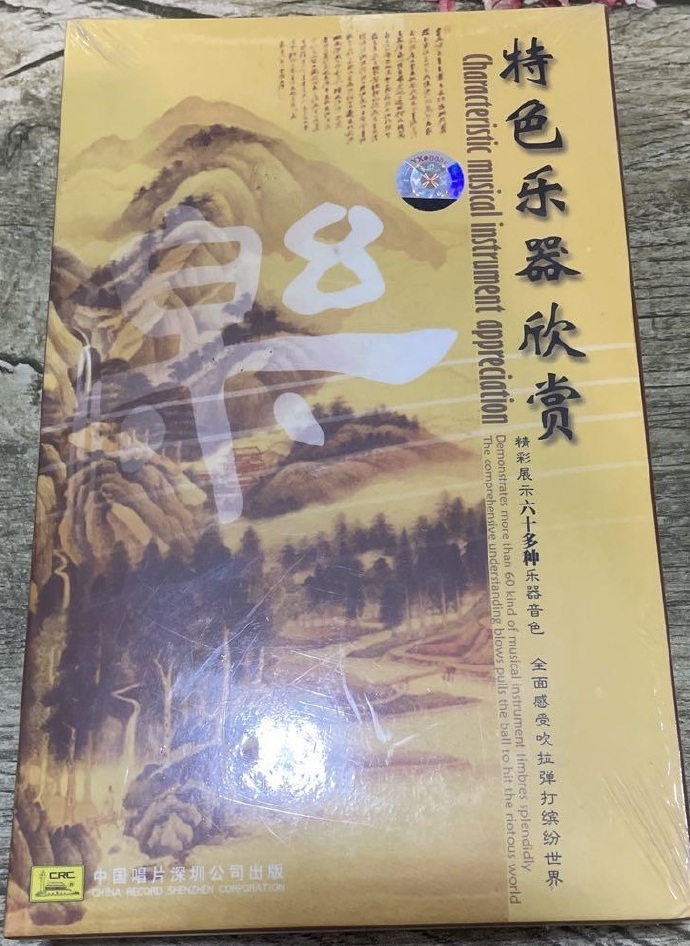 特色乐器欣赏
Characteristic musical instrument appreciation
精彩展示六十多种乐器音色 全面感受吹拉弹打缤纷世界
Demonstrates more than 60 kind of musical instrument timbres splendidly
The comprehensive understanding blows pulls the ball to hit the riotous world
CRC
中国唱片深圳公司出版
CHINA RECORD SHENZHEN CORPORATION